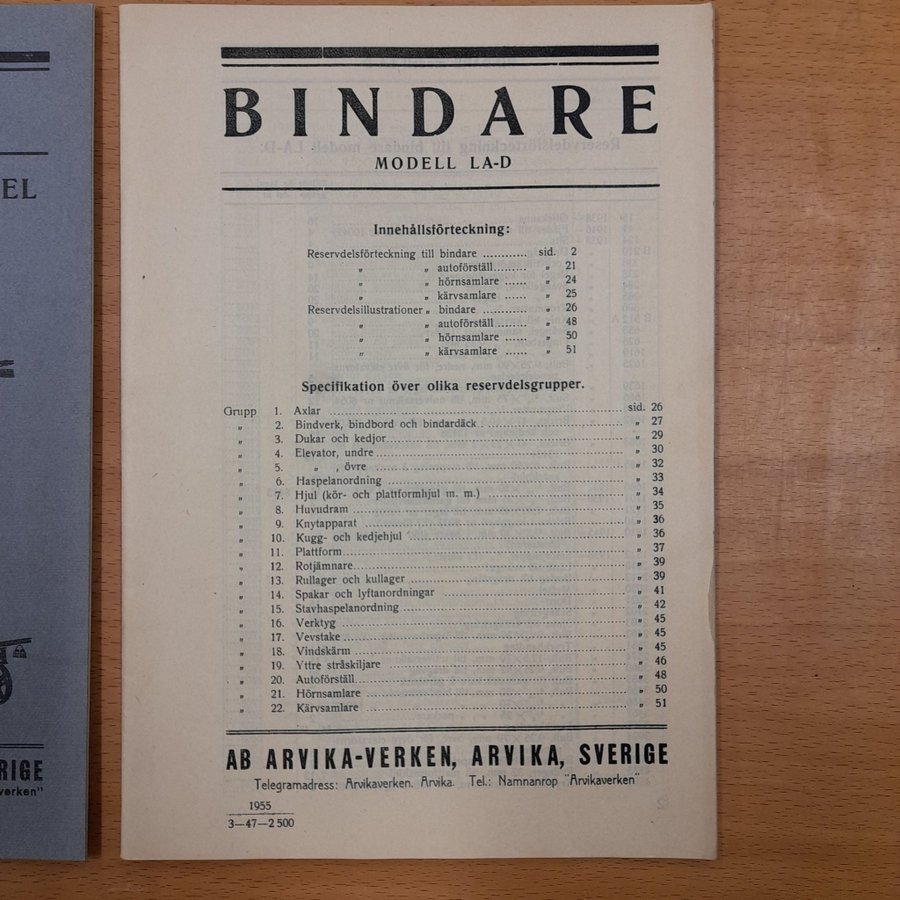 BINDARE
MODELL LA-D
Innehållsförteckning:
Reservdelsförteckning till bindare ............ sid. 2
" " autoförställ......... " 21
" " hörnsamlare ...... " 24
" " kärvsamlare ...... " 25
Reservdelsillustrationer " bindare ............ " 26
" " autoförställ......... " 48
" " hörnsamlare ...... " 50
" " kärvsamlare ...... " 51
Specifikation över olika reservdelsgrupper.
Grupp 1. Axlar ........ sid. 26
" 2. Bindverk, bindbord och bindardäck ........ " 27
" 3. Dukar och kedjor ........ " 29
" 4. Elevator, undre ........ " 30
" 5. " , övre ........ " 32
" 6. Haspelanordning ........ " 33
" 7. Hjul (kör- och plattformhjul m. m.) ........ " 34
" 8. Huvudram ........ " 35
" 9. Knytapparat ........ " 36
" 10. Kugg- och kedjehjul ........ " 36
" 11. Plattform ........ " 37
" 12. Rotjämnare ........ " 39
" 13. Rullager och kullager ........ " 39
" 14. Spakar och lyftanordningar ........ " 41
" 15. Stavhaspelanordning ........ " 42
" 16. Verktyg ........ " 45
" 17. Vevstake ........ " 45
" 18. Vindskärm ........ " 45
" 19. Yttre stråskiljare ........ " 46
" 20. Autoförställ ........ " 48
" 21. Hörnsamlare ........ " 50
" 22. Kärvsamlare ........ " 51
AB ARVIKA-VERKEN, ARVIKA, SVERIGE
Telegramadress: Arvikaverken. Arvika. Tel.: Namnanrop "Arvikaverken"
1955
3—47—2 500
EL
RIGE
verken"